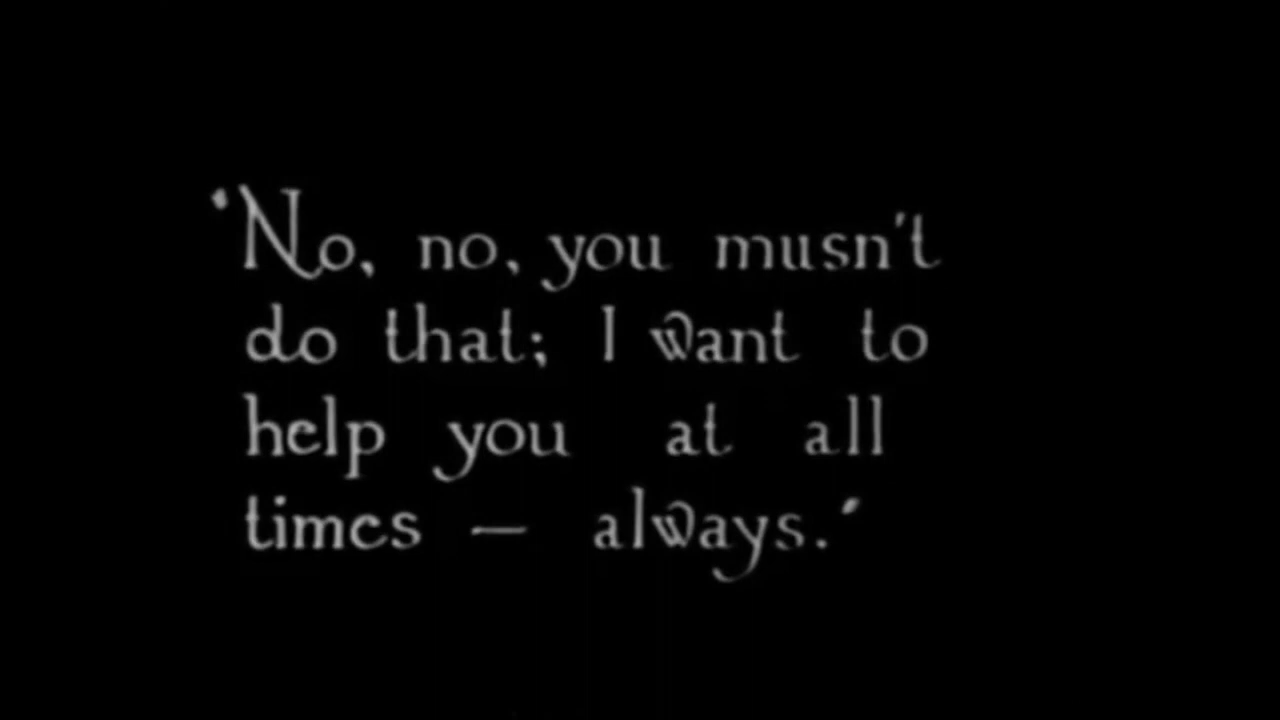 'No, no, you musn't
do that; I want to
help you at all
times — always.'